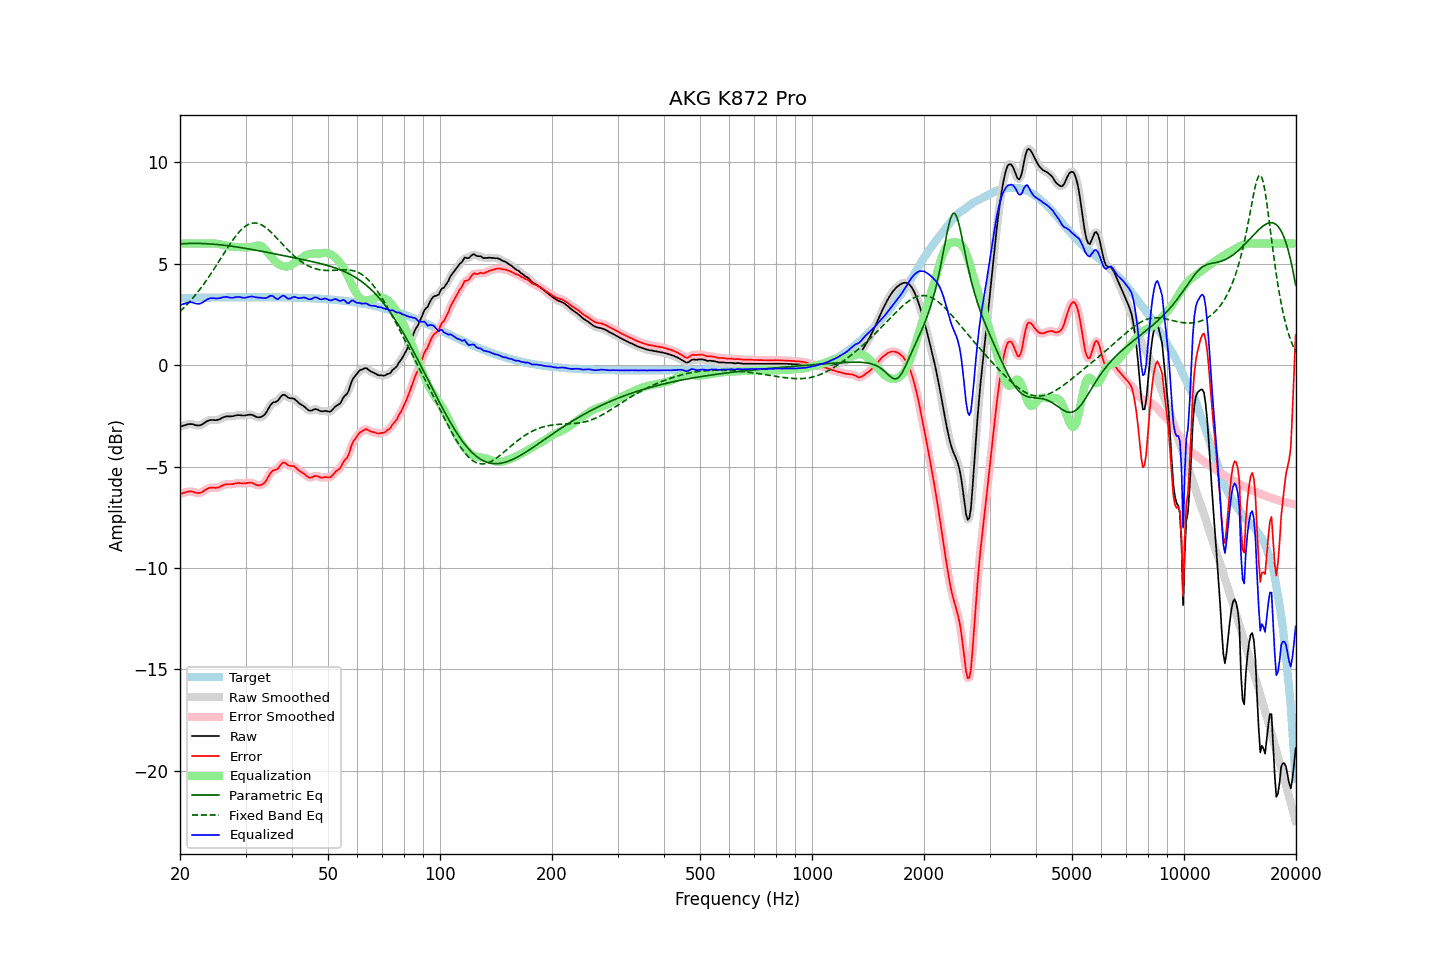 AKG K872 Pro
Amplitude (dBr)
10
5
0
−5
−10
−15
−20
Target
Raw Smoothed
Error Smoothed
Raw
Error
Equalization
Parametric Eq
Fixed Band Eq
Equalized
20 50 100 200 500 1000 2000 5000 10000 20000
Frequency (Hz)